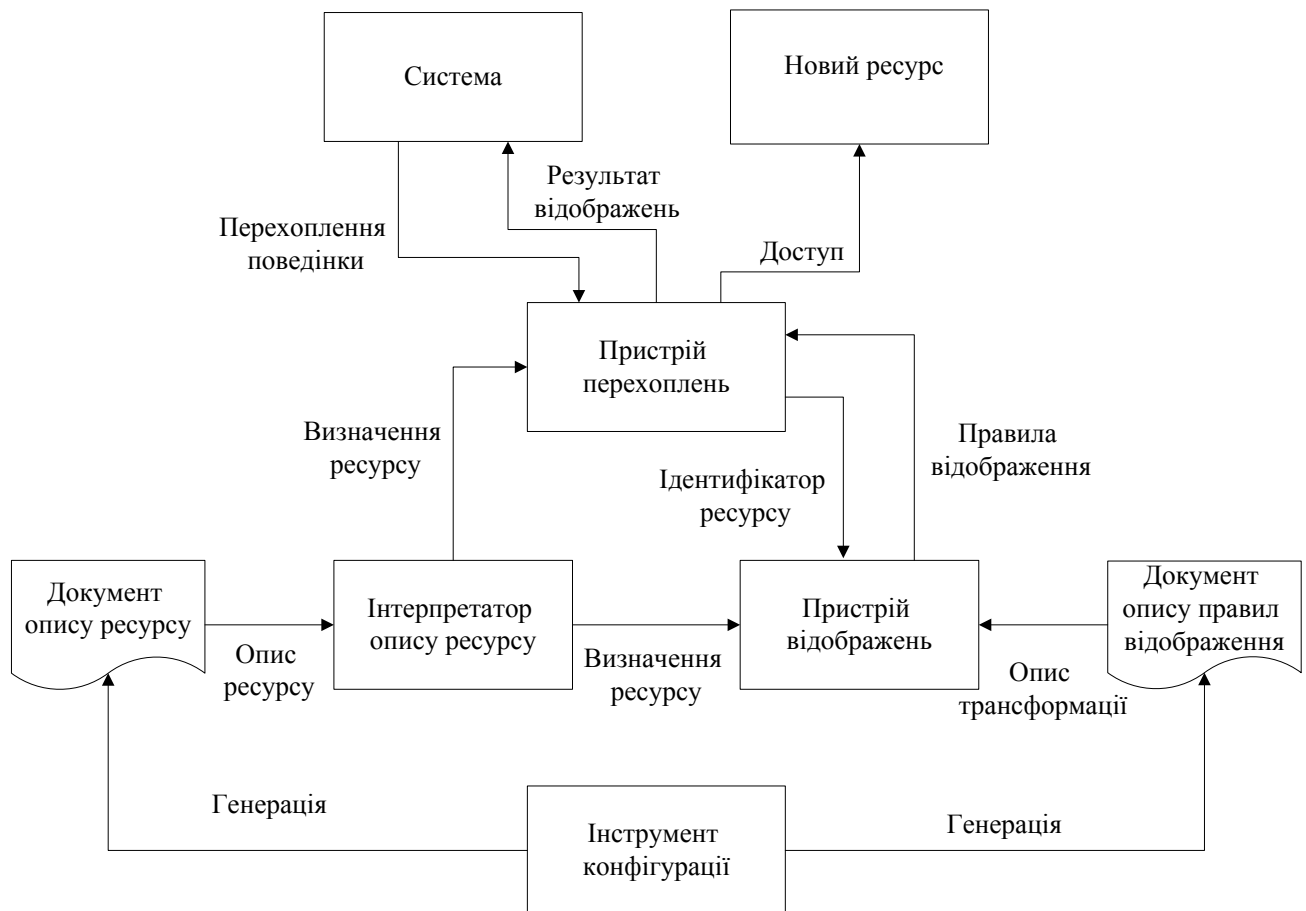 Система
Новий ресурс
Результат
відображень
Перехоплення
поведінки
Доступ
Пристрій
перехоплень
Визначення
ресурсу
Правила
відображення
Ідентифікатор
ресурсу
Документ
опису ресурсу
Інтерпретатор
опису ресурсу
Пристрій
відображень
Документ
опису правил
відображення
Опис
ресурсу
Визначення
ресурсу
Опис
трансформації
Генерація
Інструмент
конфігурації
Генерація